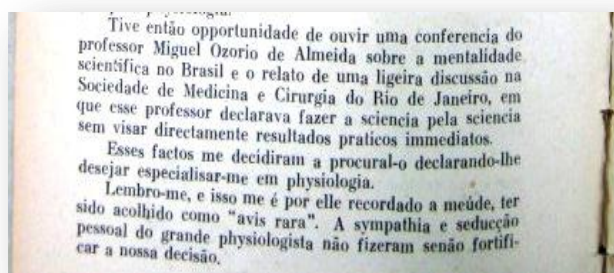 Tive então opportunidade de ouvir uma conferencia do
professor Miguel Ozorio de Almeida sobre a mentalidade
scientifica no Brasil e o relato de uma ligeira discussão na
Sociedade de Medicina e Cirurgia do Rio de Janeiro, em
que esse professor declarava fazer a sciencia pela sciencia
sem visar directamente resultados praticos immediatos.
Esses factos me decidiram a procural-o declarando-lhe
desejar especialisar-me em physiologia.
Lembro-me, e isso me é por elle recordado a meúde, ter
sido acolhido como "avis rara". A sympathia e seducção
pessoal do grande physiologista não fizeram senão fortifi-
car a nossa decisão.